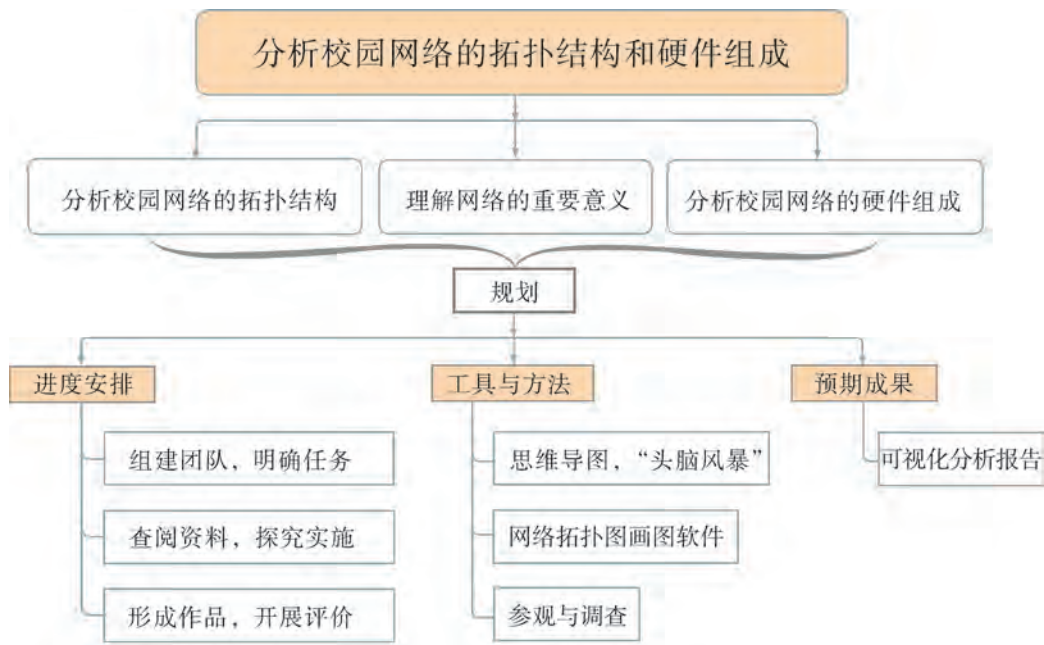 分析校园网络的拓扑结构和硬件组成
分析校园网络的拓扑结构
理解网络的重要意义
分析校园网络的硬件组成
规划
进度安排
组建团队，明确任务
查阅资料，探究实施
形成作品，开展评价
工具与方法
思维导图，“头脑风暴”
网络拓扑图画图软件
参观与调查
预期成果
可视化分析报告